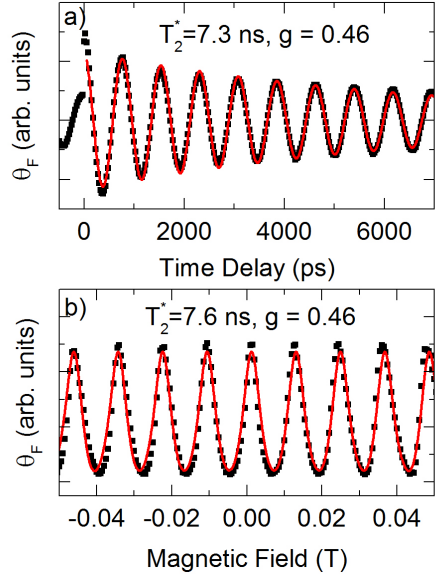 a)
T₂*=7.3 ns, g = 0.46
θF (arb. units)
0 2000 4000 6000
Time Delay (ps)
b)
T₂*=7.6 ns, g = 0.46
θF (arb. units)
-0.04 -0.02 0.00 0.02 0.04
Magnetic Field (T)